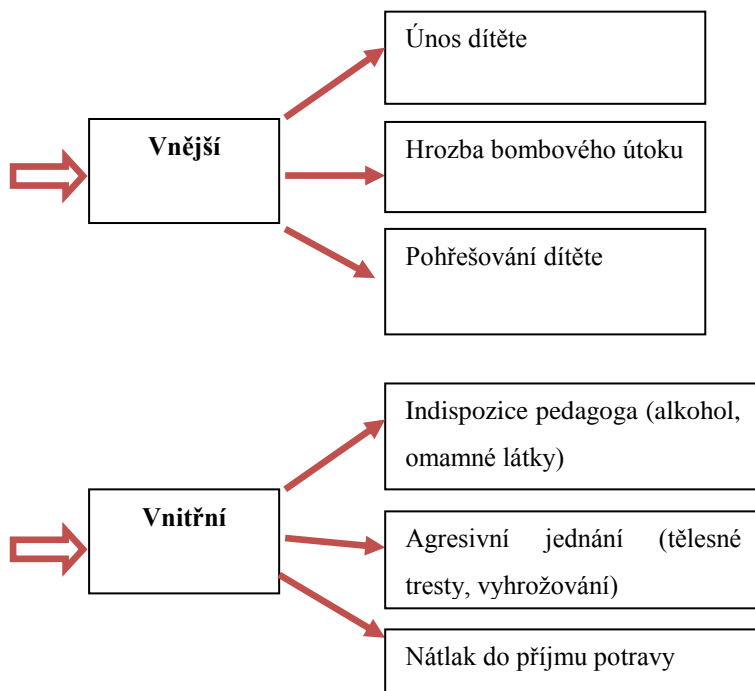 Únos dítěte
Vnější
Hrozba bombového útoku
Pohřešování dítěte
Indispozice pedagoga (alkohol,
omamné látky)
Vnitřní
Agresivní jednání (tělesné
tresty, vyhrožování)
Nátlak do příjmu potravy